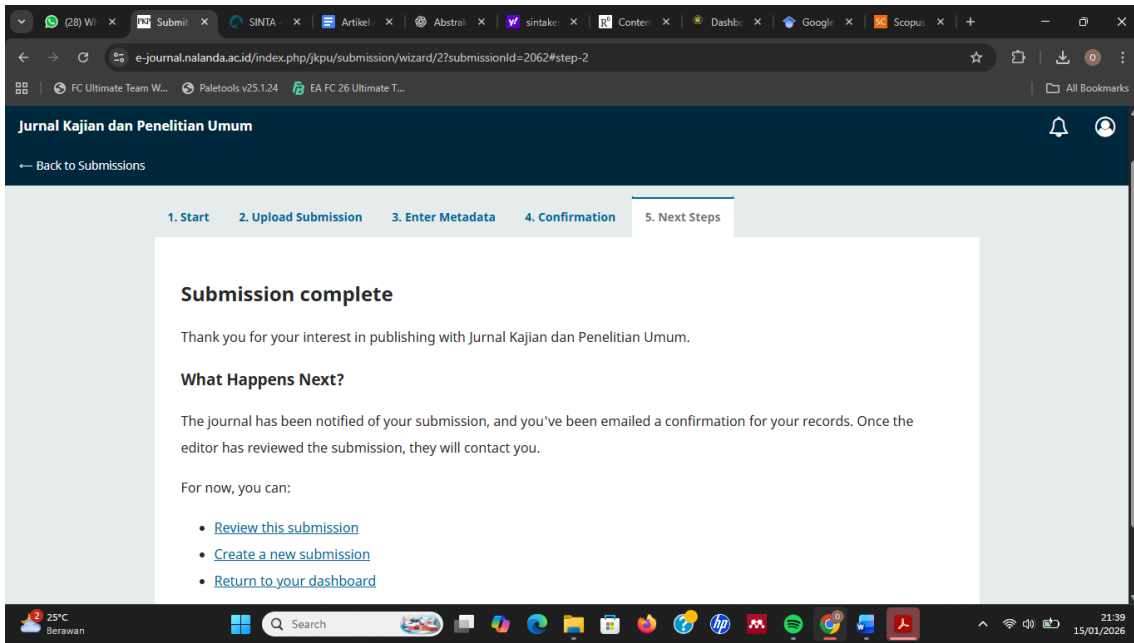 (28) WH
PKP Submit
SINTA
Artikel
Abstrak
sintake
Conten
Dashbo
Google
SC Scopus
e-journal.nalanda.ac.id/index.php/jkpu/submission/wizard/2?submissionId=2062#step-2
FC Ultimate Team W...
Paletools v25.1.24
EA FC 26 Ultimate T...
All Bookmarks
Jurnal Kajian dan Penelitian Umum
← Back to Submissions
1. Start
2. Upload Submission
3. Enter Metadata
4. Confirmation
5. Next Steps
Submission complete
Thank you for your interest in publishing with Jurnal Kajian dan Penelitian Umum.
What Happens Next?
The journal has been notified of your submission, and you've been emailed a confirmation for your records. Once the
editor has reviewed the submission, they will contact you.
For now, you can:
• Review this submission
• Create a new submission
• Return to your dashboard
2
25°C
Berawan
Search
21:39
15/01/2026